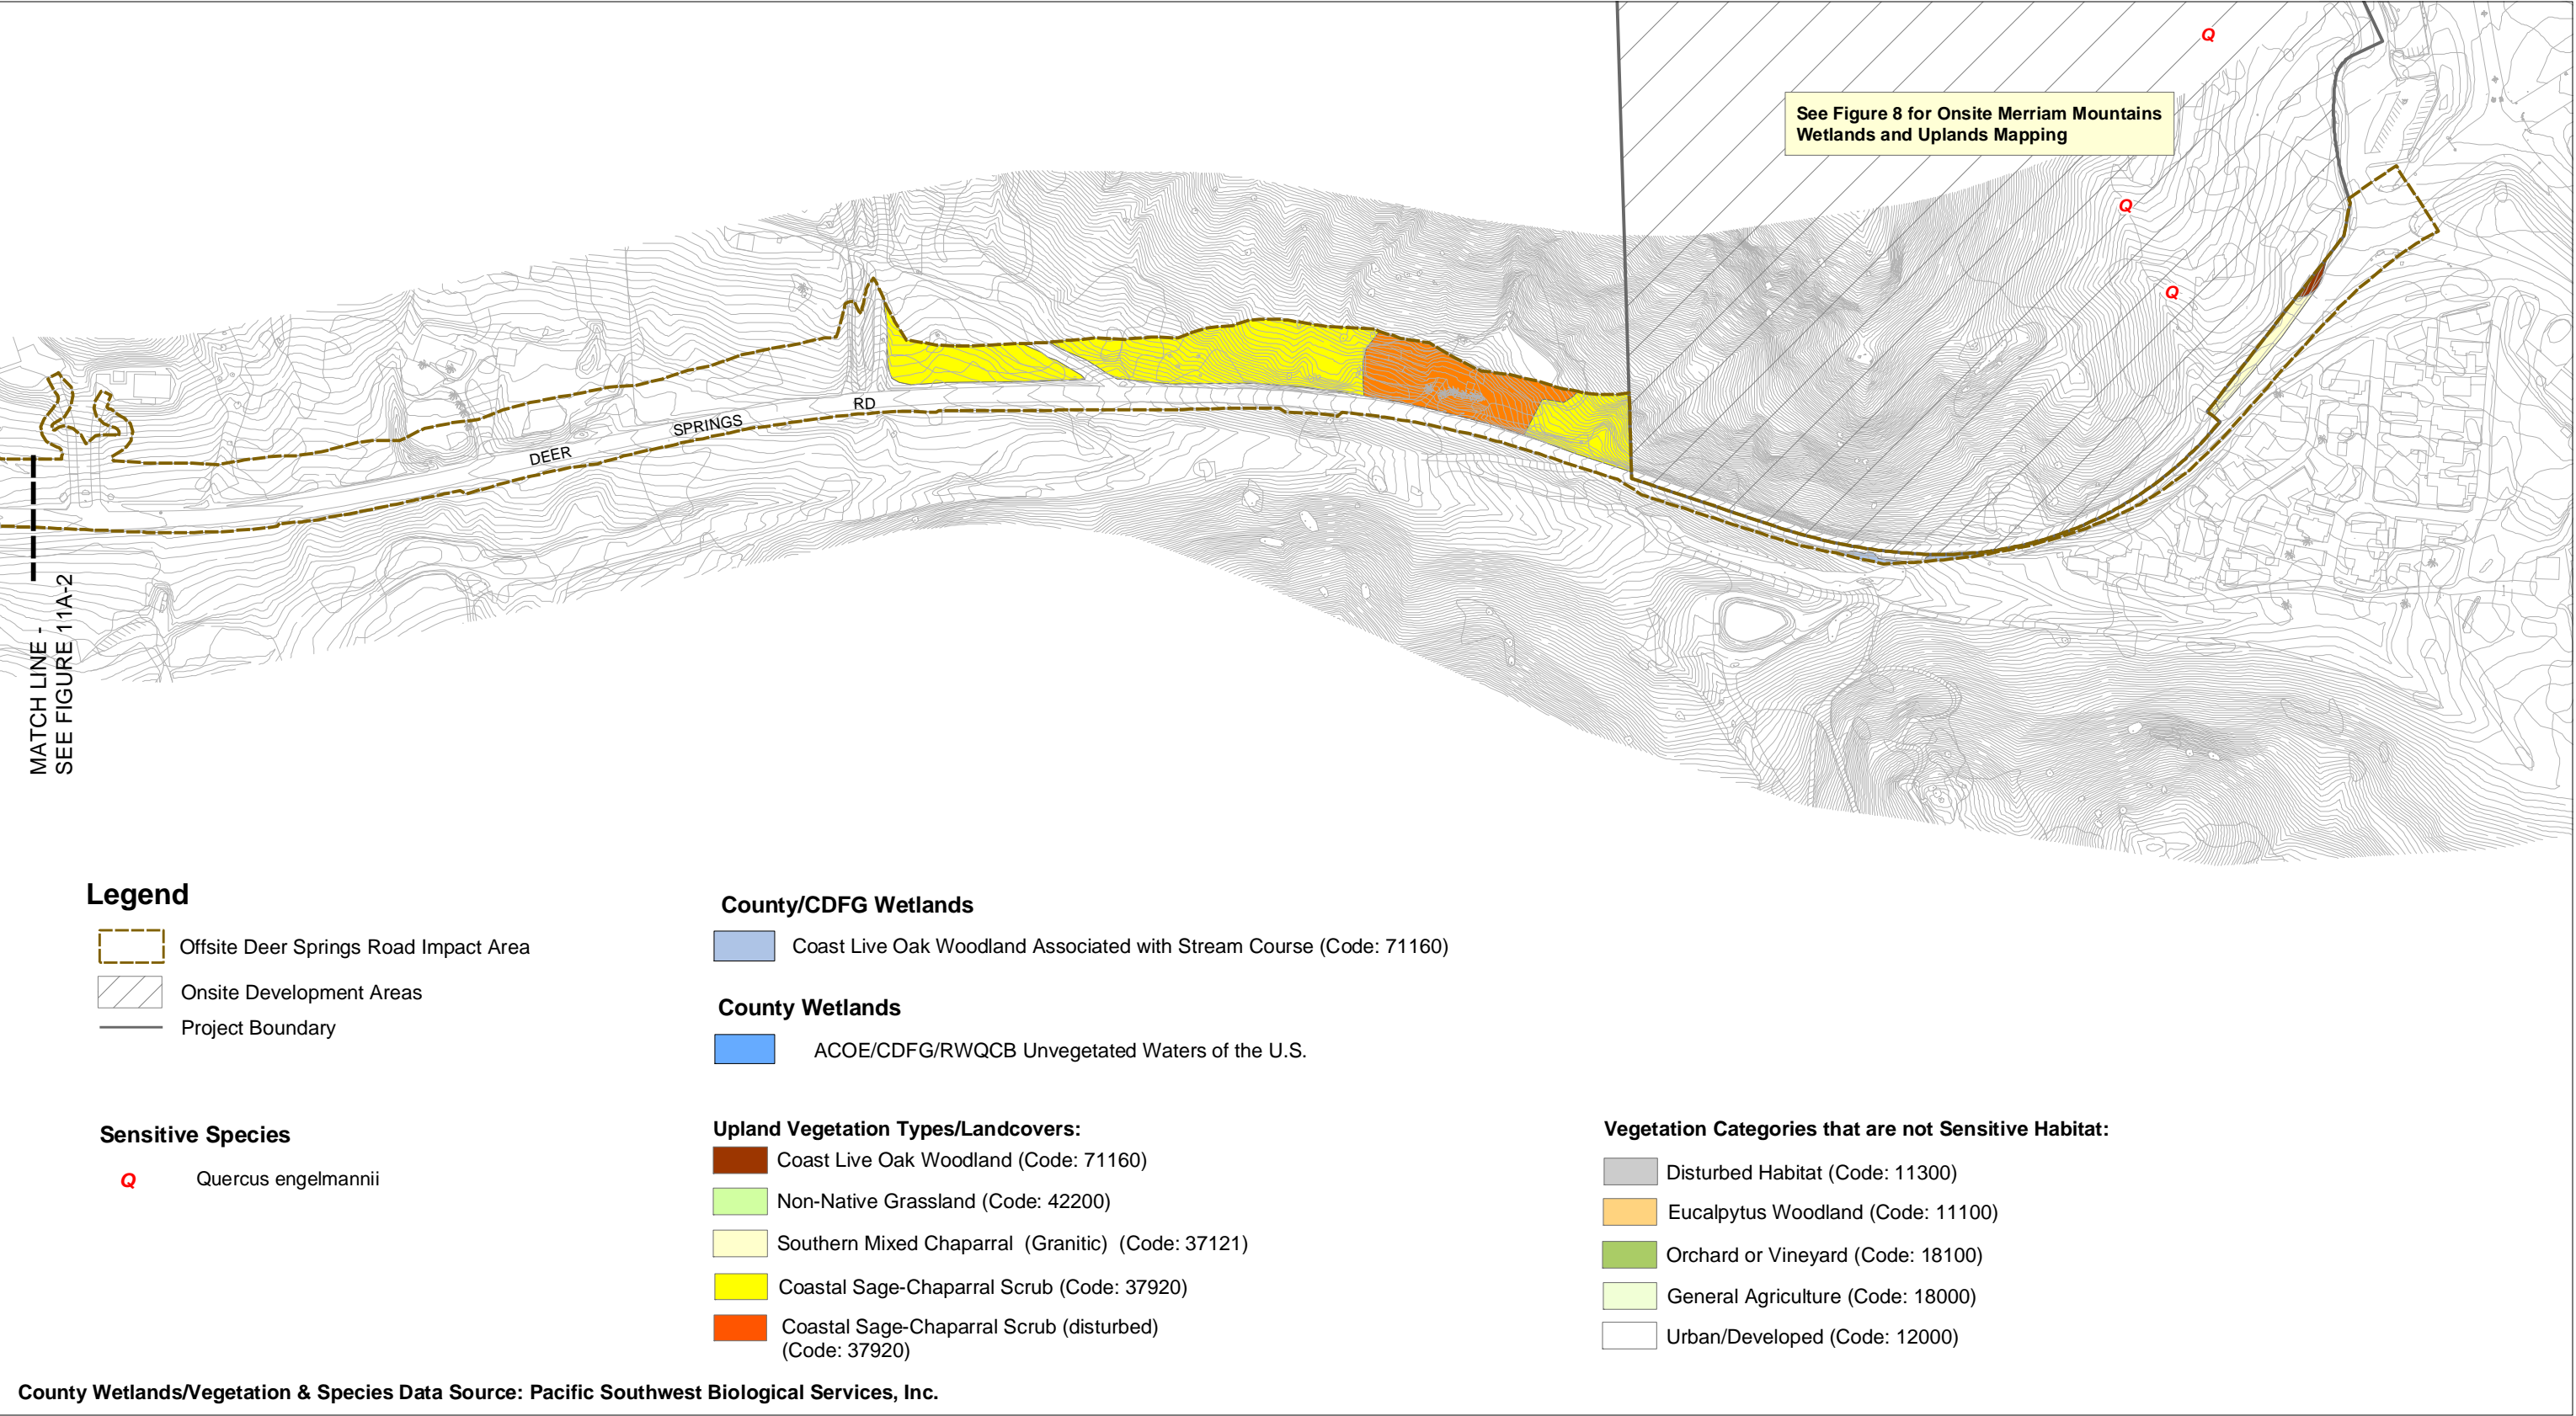 Q
See Figure 8 for Onsite Merriam Mountains
Wetlands and Uplands Mapping
Q
Q
DEER SPRINGS RD
MATCH LINE -
SEE FIGURE 11A-2
Legend
Offsite Deer Springs Road Impact Area
Onsite Development Areas
Project Boundary
Sensitive Species
Q Quercus engelmannii
County/CDFG Wetlands
Coast Live Oak Woodland Associated with Stream Course (Code: 71160)
County Wetlands
ACOE/CDFG/RWQCB Unvegetated Waters of the U.S.
Upland Vegetation Types/Landcovers:
Coast Live Oak Woodland (Code: 71160)
Non-Native Grassland (Code: 42200)
Southern Mixed Chaparral (Granitic) (Code: 37121)
Coastal Sage-Chaparral Scrub (Code: 37920)
Coastal Sage-Chaparral Scrub (disturbed)
(Code: 37920)
Vegetation Categories that are not Sensitive Habitat:
Disturbed Habitat (Code: 11300)
Eucalpytus Woodland (Code: 11100)
Orchard or Vineyard (Code: 18100)
General Agriculture (Code: 18000)
Urban/Developed (Code: 12000)
County Wetlands/Vegetation & Species Data Source: Pacific Southwest Biological Services, Inc.